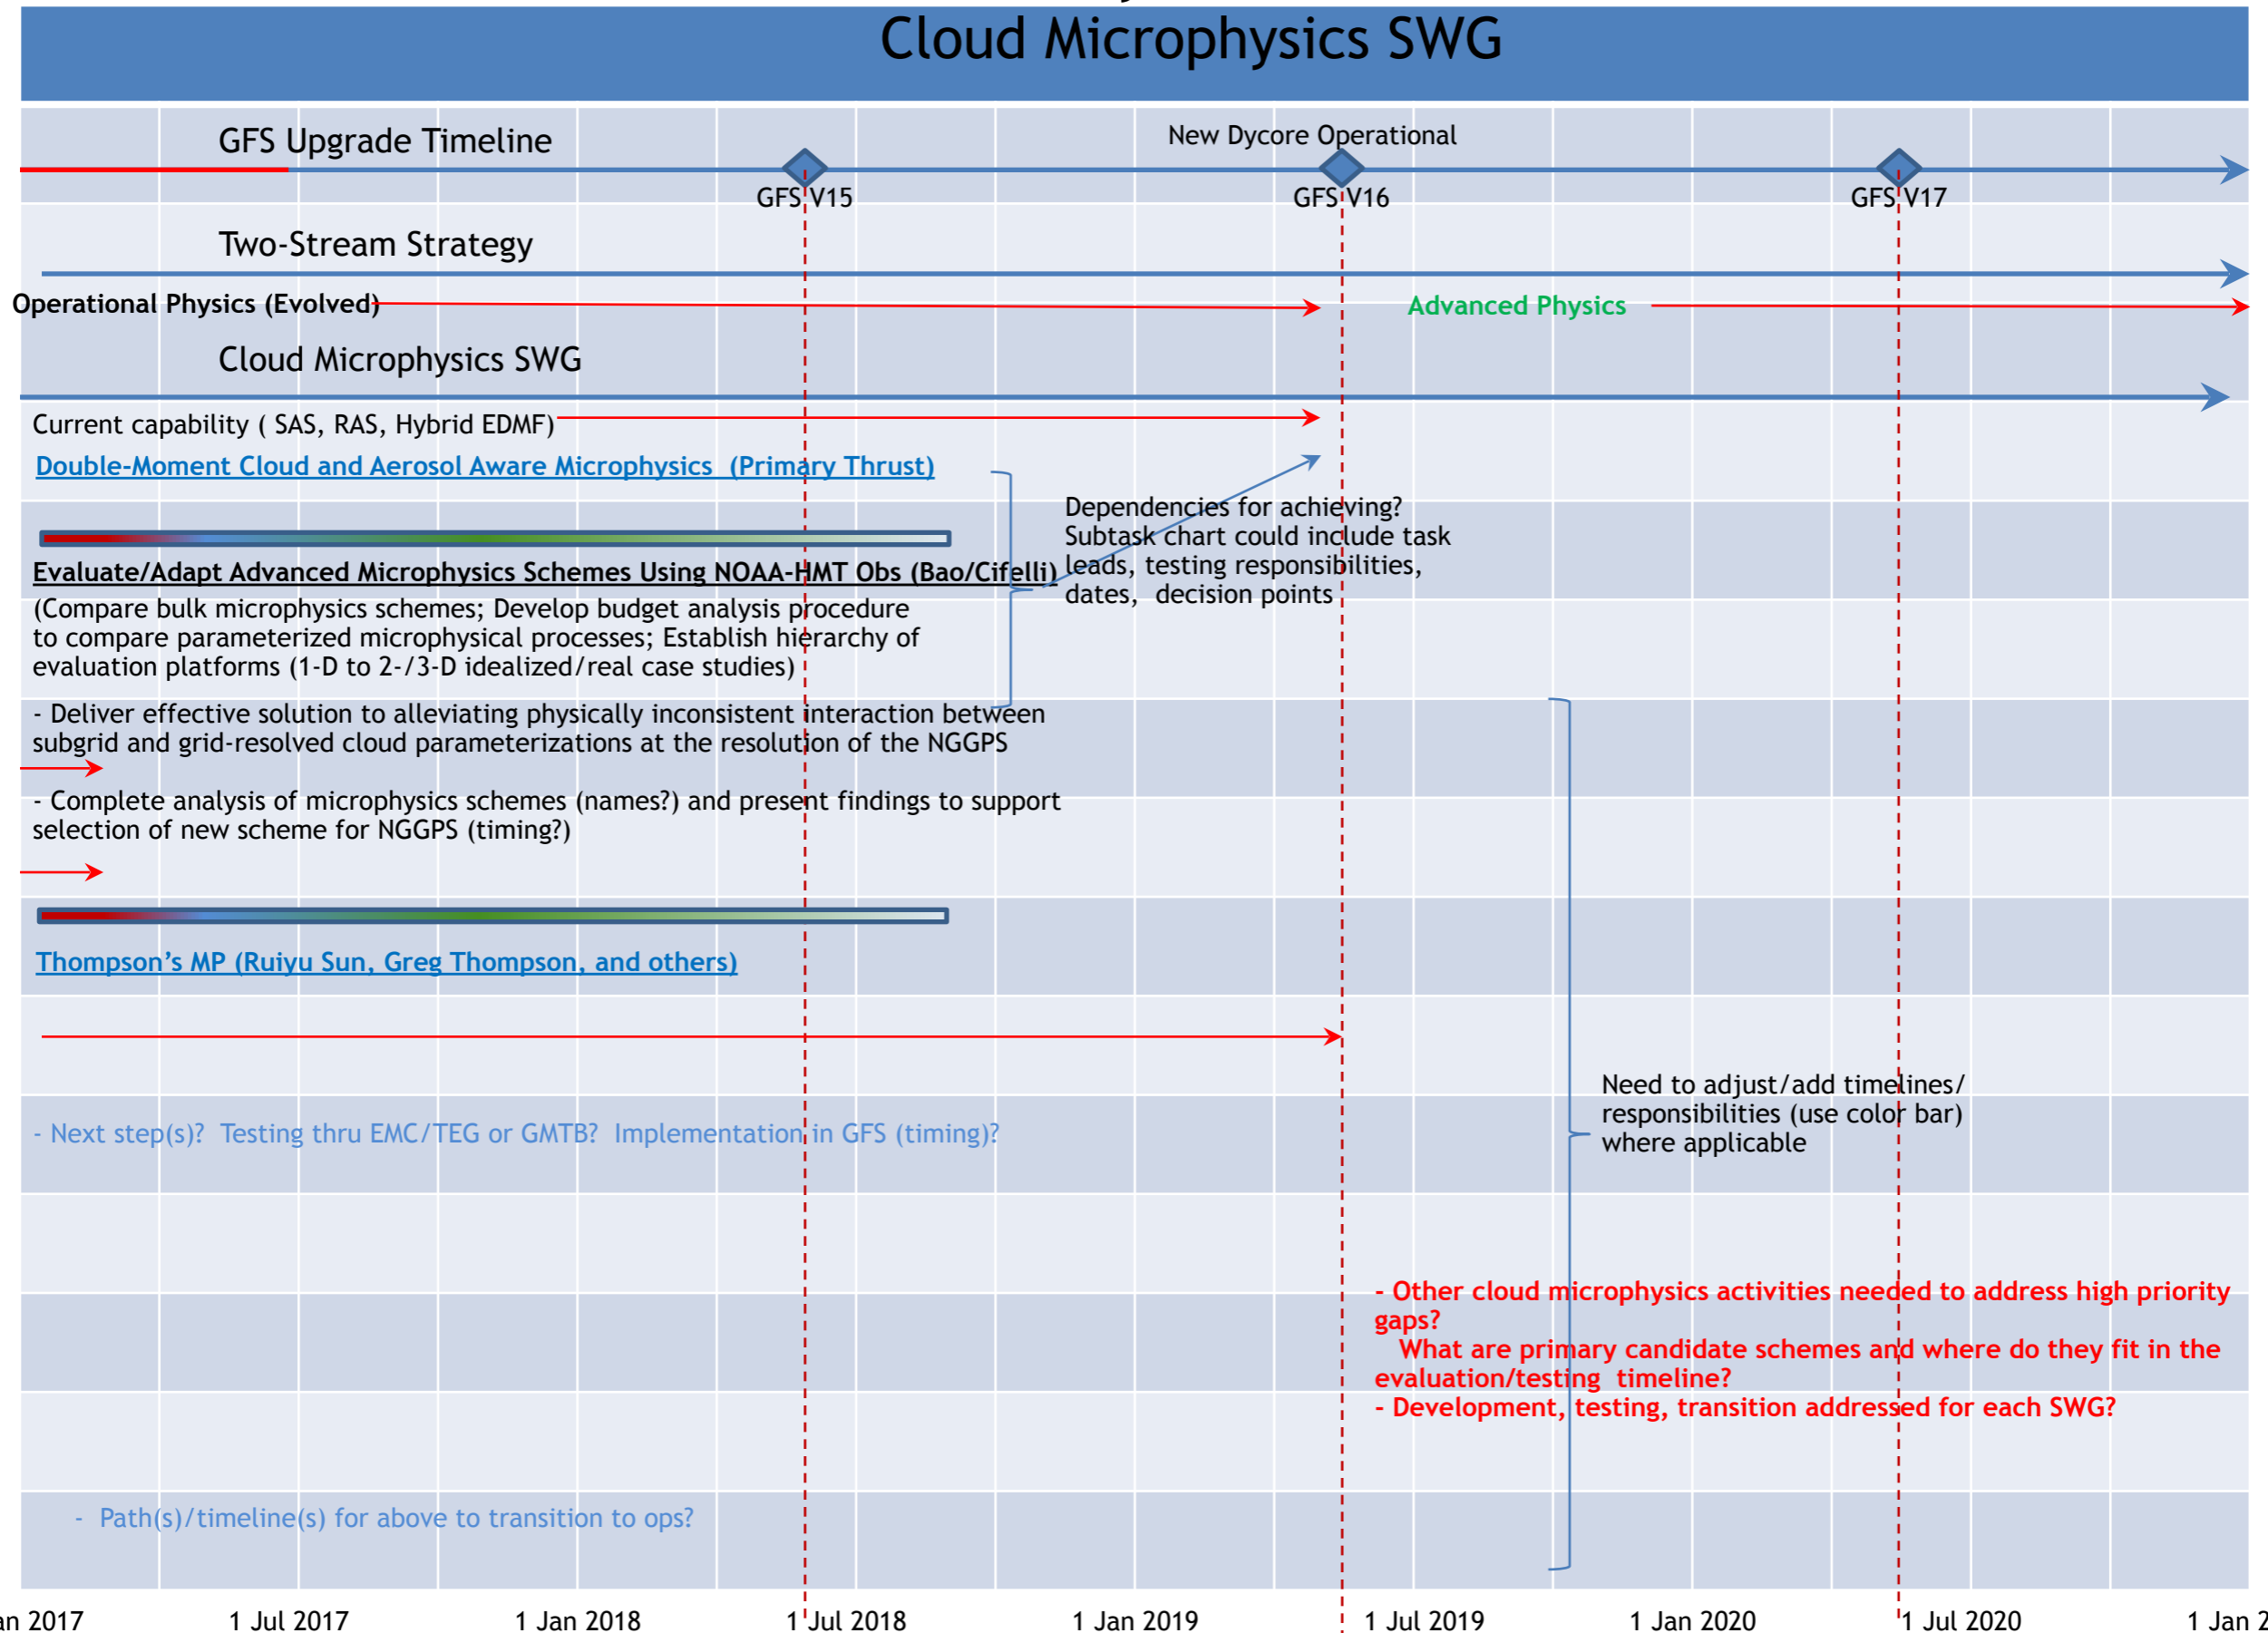 Cloud Microphysics SWG
GFS Upgrade Timeline
New Dycore Operational
GFS V15
GFS V16
GFS V17
Two-Stream Strategy
Operational Physics (Evolved)
Advanced Physics
Cloud Microphysics SWG
Current capability ( SAS, RAS, Hybrid EDMF)
Double-Moment Cloud and Aerosol Aware Microphysics  (Primary Thrust)
Dependencies for achieving?
Subtask chart could include task
leads, testing responsibilities,
dates,  decision points
Evaluate/Adapt Advanced Microphysics Schemes Using NOAA-HMT Obs (Bao/Cifelli)
(Compare bulk microphysics schemes; Develop budget analysis procedure
to compare parameterized microphysical processes; Establish hierarchy of
evaluation platforms (1-D to 2-/3-D idealized/real case studies)
- Deliver effective solution to alleviating physically inconsistent interaction between
subgrid and grid-resolved cloud parameterizations at the resolution of the NGGPS
- Complete analysis of microphysics schemes (names?) and present findings to support
selection of new scheme for NGGPS (timing?)
Thompson’s MP (Ruiyu Sun, Greg Thompson, and others)
Need to adjust/add timelines/
responsibilities (use color bar)
where applicable
- Next step(s)?  Testing thru EMC/TEG or GMTB?  Implementation in GFS (timing)?
- Other cloud microphysics activities needed to address high priority
gaps?
What are primary candidate schemes and where do they fit in the
evaluation/testing  timeline?
- Development, testing, transition addressed for each SWG?
-  Path(s)/timeline(s) for above to transition to ops?
an 2017
1 Jul 2017
1 Jan 2018
1 Jul 2018
1 Jan 2019
1 Jul 2019
1 Jan 2020
1 Jul 2020
1 Jan 2